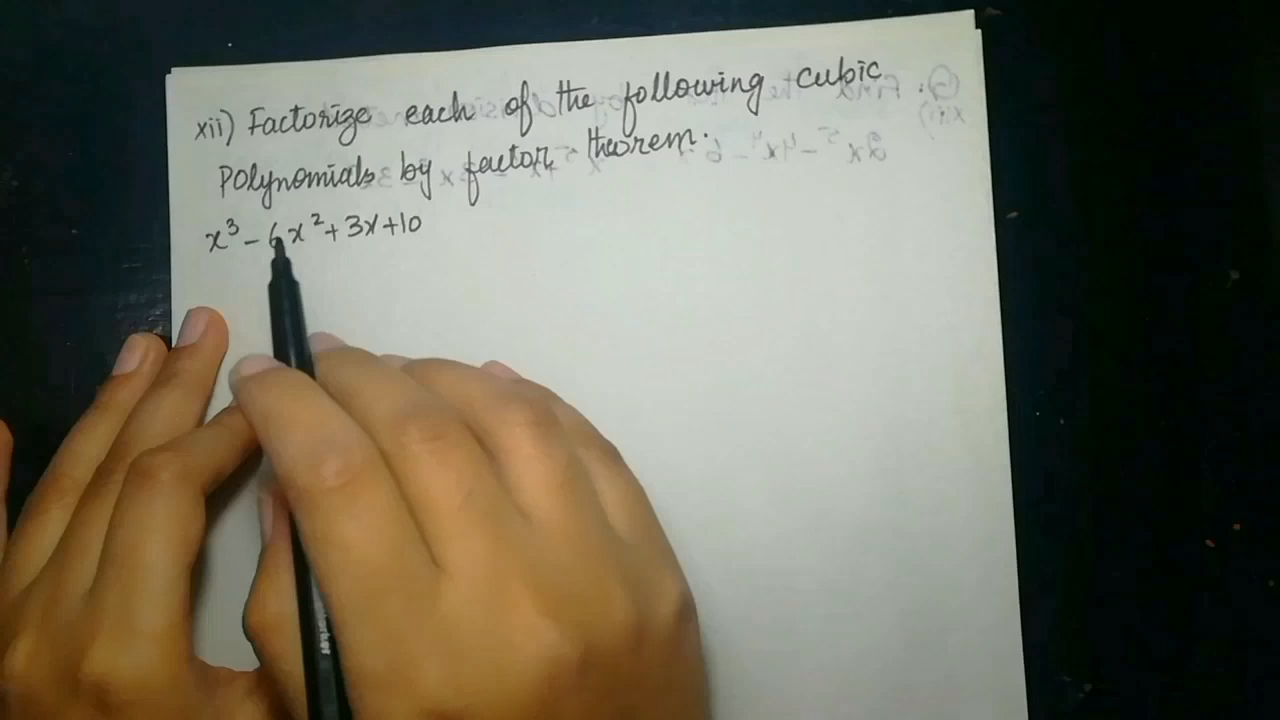 xii) Factorize each of the following cubic
Polynomials by factor theorem.
x³ - 6x² + 3x + 10